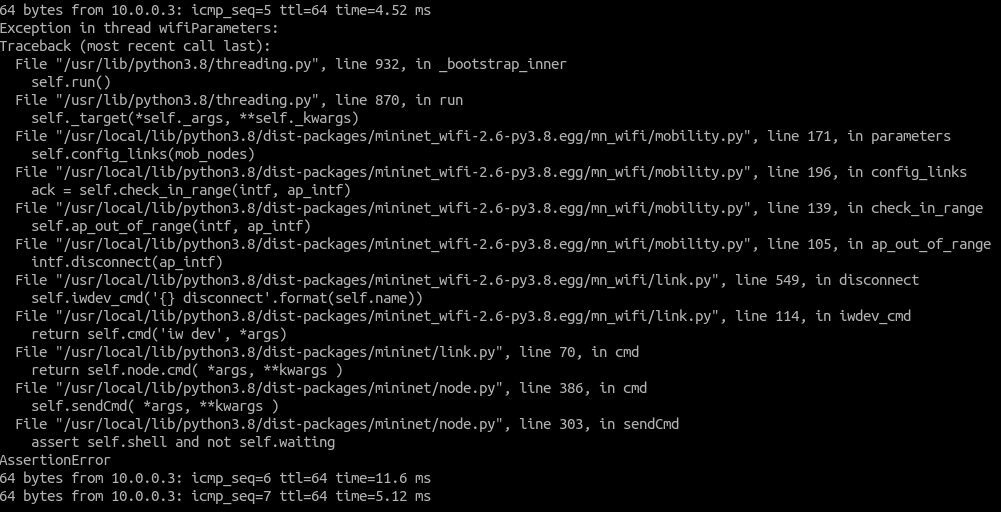 64 bytes from 10.0.0.3: icmp_seq=5 ttl=64 time=4.52 ms
Exception in thread wifiParameters:
Traceback (most recent call last):
  File "/usr/lib/python3.8/threading.py", line 932, in _bootstrap_inner
    self.run()
  File "/usr/lib/python3.8/threading.py", line 870, in run
    self._target(*self._args, **self._kwargs)
  File "/usr/local/lib/python3.8/dist-packages/mininet_wifi-2.6-py3.8.egg/mn_wifi/mobility.py", line 171, in parameters
    self.config_links(mob_nodes)
  File "/usr/local/lib/python3.8/dist-packages/mininet_wifi-2.6-py3.8.egg/mn_wifi/mobility.py", line 196, in config_links
    ack = self.check_in_range(intf, ap_intf)
  File "/usr/local/lib/python3.8/dist-packages/mininet_wifi-2.6-py3.8.egg/mn_wifi/mobility.py", line 139, in check_in_range
    self.ap_out_of_range(intf, ap_intf)
  File "/usr/local/lib/python3.8/dist-packages/mininet_wifi-2.6-py3.8.egg/mn_wifi/mobility.py", line 105, in ap_out_of_range
    intf.disconnect(ap_intf)
  File "/usr/local/lib/python3.8/dist-packages/mininet_wifi-2.6-py3.8.egg/mn_wifi/link.py", line 549, in disconnect
    self.iwdev_cmd('{} disconnect'.format(self.name))
  File "/usr/local/lib/python3.8/dist-packages/mininet_wifi-2.6-py3.8.egg/mn_wifi/link.py", line 114, in iwdev_cmd
    return self.cmd('iw dev', *args)
  File "/usr/local/lib/python3.8/dist-packages/mininet/link.py", line 70, in cmd
    return self.node.cmd( *args, **kwargs )
  File "/usr/local/lib/python3.8/dist-packages/mininet/node.py", line 386, in cmd
    self.sendCmd( *args, **kwargs )
  File "/usr/local/lib/python3.8/dist-packages/mininet/node.py", line 303, in sendCmd
    assert self.shell and not self.waiting
AssertionError
64 bytes from 10.0.0.3: icmp_seq=6 ttl=64 time=11.6 ms
64 bytes from 10.0.0.3: icmp_seq=7 ttl=64 time=5.12 ms